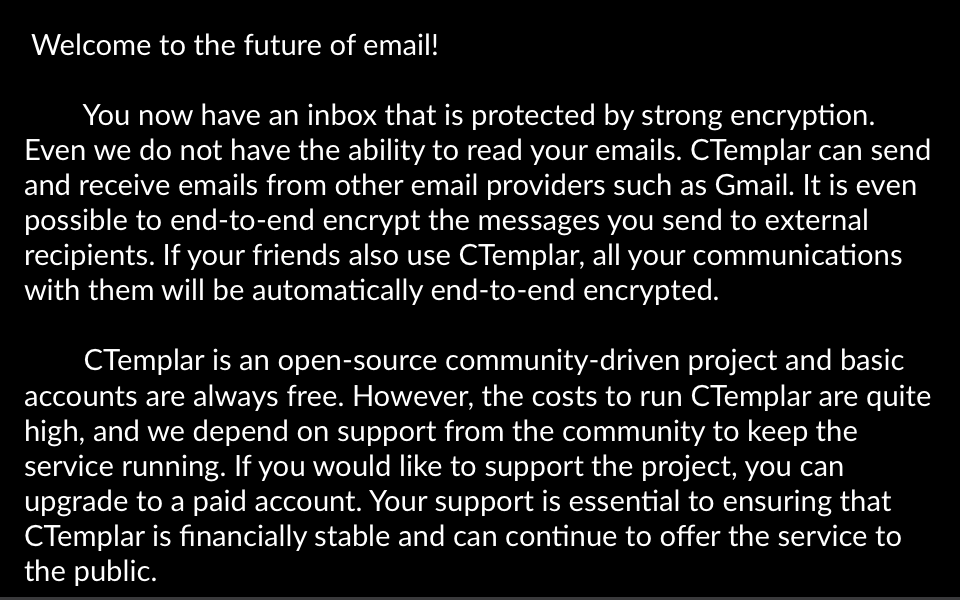 Welcome to the future of email!
You now have an inbox that is protected by strong encryption.
Even we do not have the ability to read your emails. CTemplar can send
and receive emails from other email providers such as Gmail. It is even
possible to end-to-end encrypt the messages you send to external
recipients. If your friends also use CTemplar, all your communications
with them will be automatically end-to-end encrypted.
CTemplar is an open-source community-driven project and basic
accounts are always free. However, the costs to run CTemplar are quite
high, and we depend on support from the community to keep the
service running. If you would like to support the project, you can
upgrade to a paid account. Your support is essential to ensuring that
CTemplar is financially stable and can continue to offer the service to
the public.